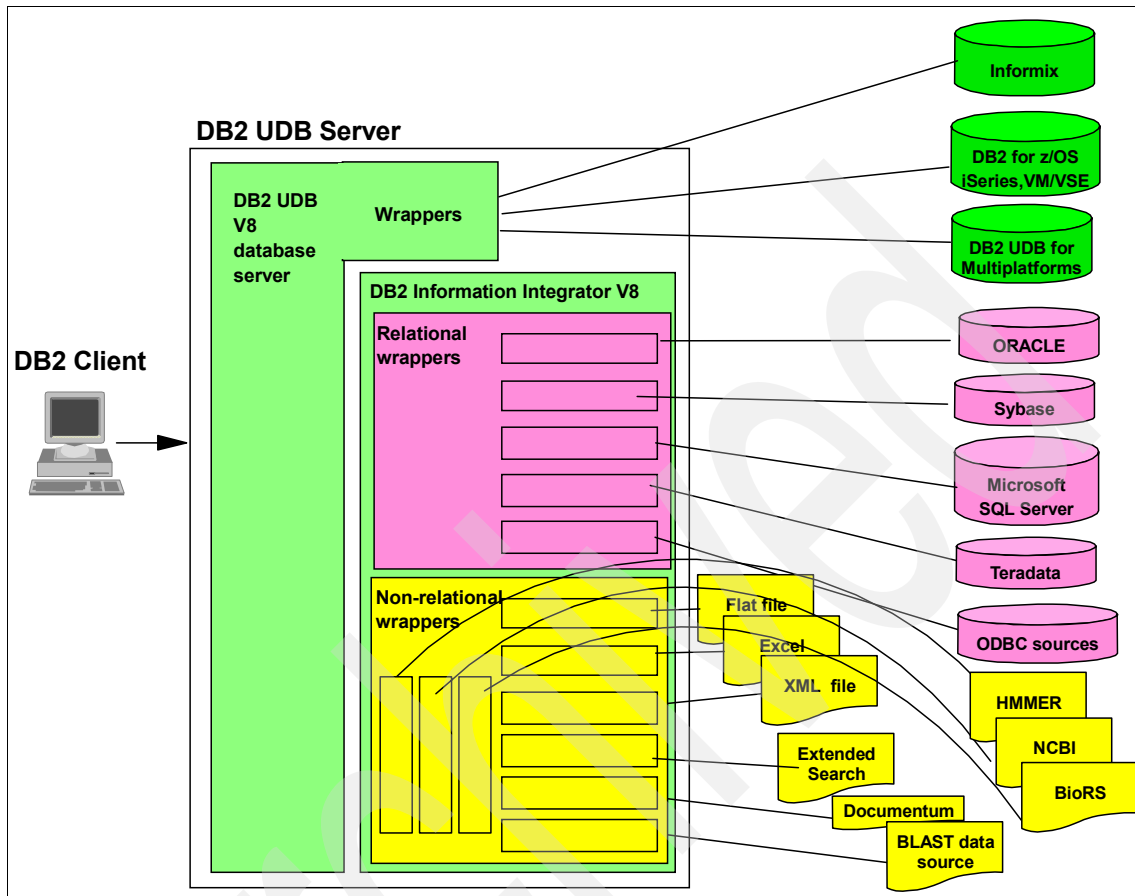 DB2 UDB Server
DB2 UDB
V8
database
server
Wrappers
DB2 Information Integrator V8
Relational
wrappers
Non-relational
wrappers
DB2 Client
Informix
DB2 for z/OS
iSeries,VM/VSE
DB2 UDB for
Multiplatforms
ORACLE
Sybase
Microsoft
SQL Server
Teradata
ODBC sources
Flat file
Excel
XML file
Extended
Search
Documentum
BLAST data
source
HMMER
NCBI
BioRS